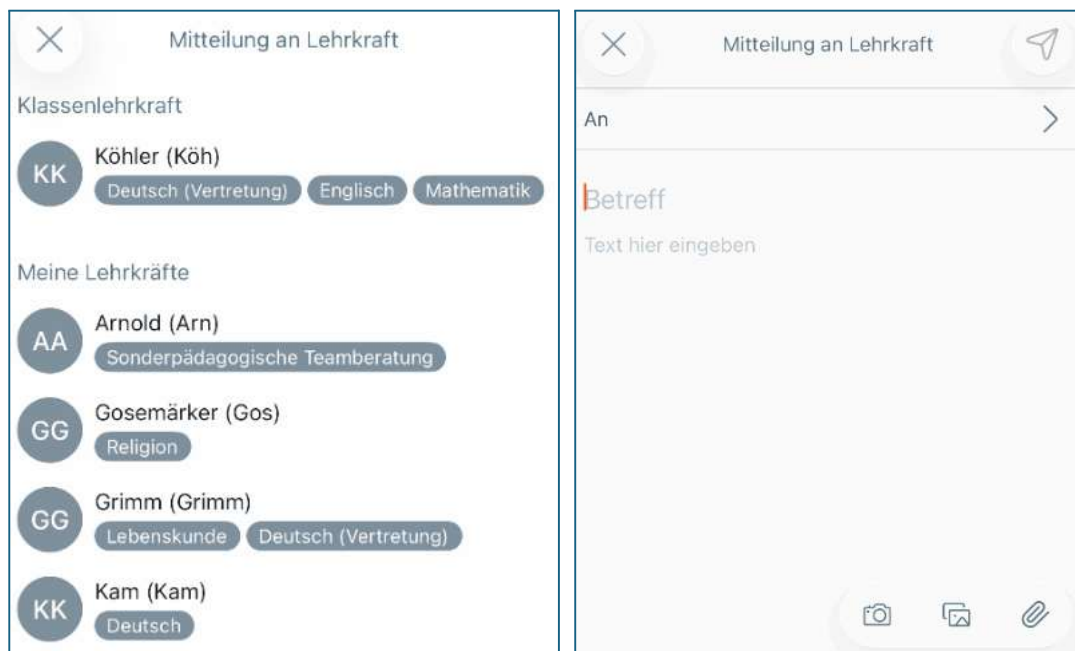 Mitteilung an Lehrkraft
Klassenlehrkraft
KK
Köhler (Köh)
Deutsch (Vertretung) Englisch Mathematik
Meine Lehrkräfte
AA
Arnold (Arn)
Sonderpädagogische Teamberatung
GG
Gosemärker (Gos)
Religion
GG
Grimm (Grimm)
Lebenskunde Deutsch (Vertretung)
KK
Kam (Kam)
Deutsch
Mitteilung an Lehrkraft
An
Betreff
Text hier eingeben